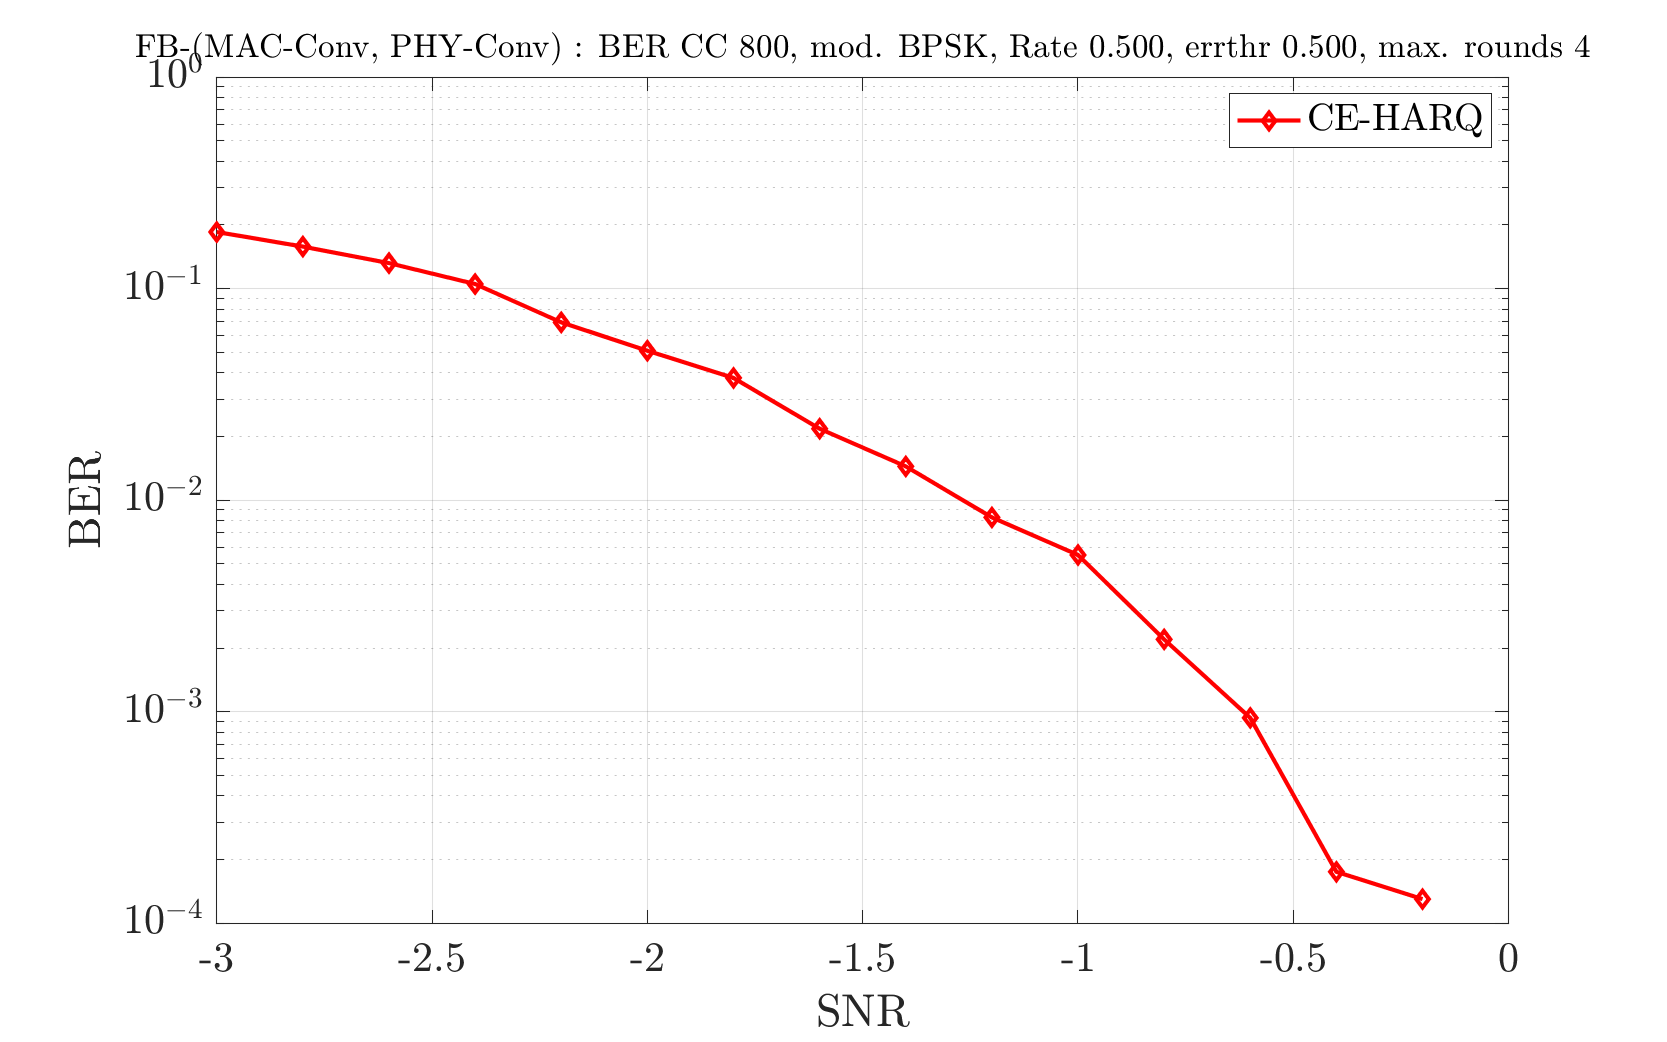 FB-(MAC-Conv, PHY-Conv) : BER CC 800, mod. BPSK, Rate 0.500, errthr 0.500, max. rounds 4
CE-HARQ
10^0
10^{-1}
10^{-2}
10^{-3}
10^{-4}
BER
-3 -2.5 -2 -1.5 -1 -0.5 0
SNR